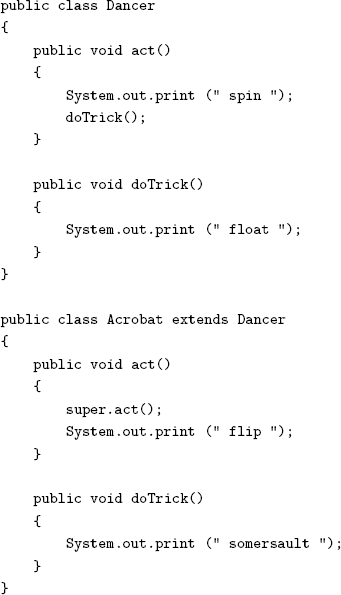 public class Dancer
{
    public void act()
    {
        System.out.print (" spin ");
        doTrick();
    }

    public void doTrick()
    {
        System.out.print (" float ");
    }
}

public class Acrobat extends Dancer
{
    public void act()
    {
        super.act();
        System.out.print (" flip ");
    }

    public void doTrick()
    {
        System.out.print (" somersault ");
    }
}